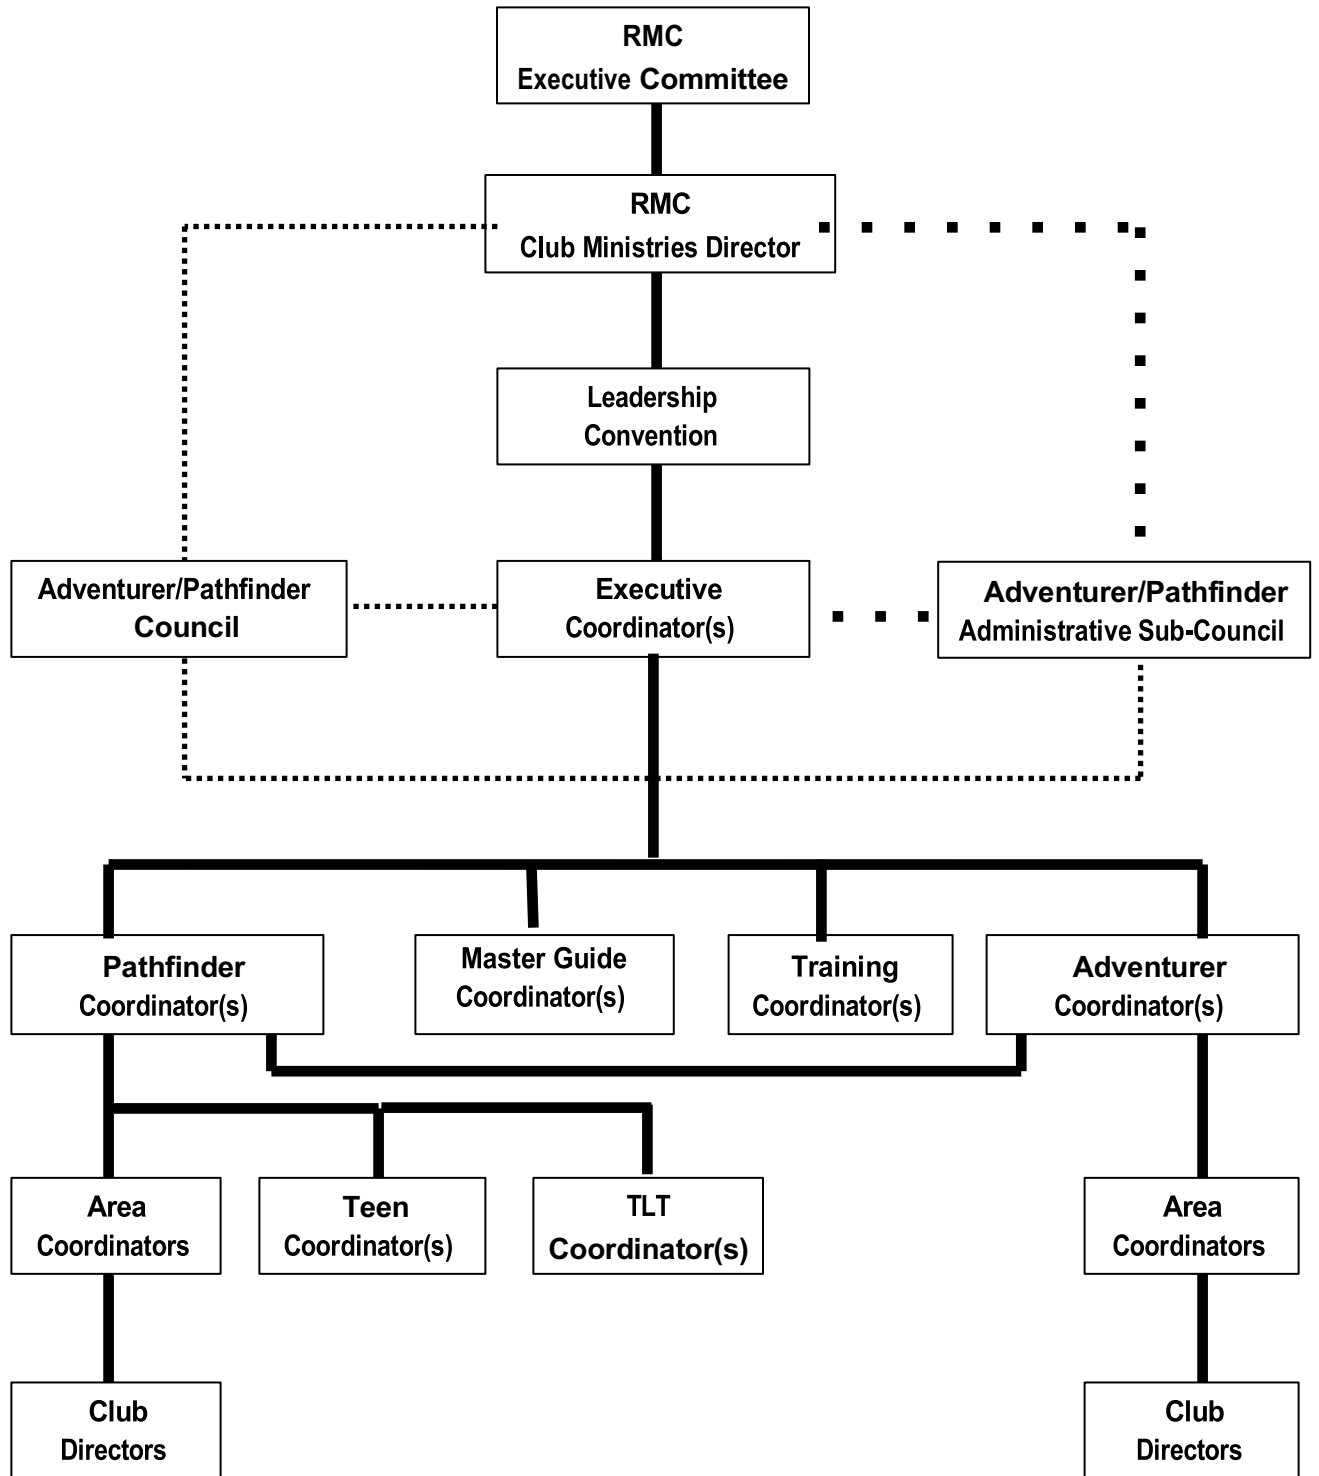 RMC
Executive Committee
RMC
Club Ministries Director
Leadership
Convention
Adventurer/Pathfinder
Council
Executive
Coordinator(s)
Adventurer/Pathfinder
Administrative Sub-Council
Pathfinder
Coordinator(s)
Master Guide
Coordinator(s)
Training
Coordinator(s)
Adventurer
Coordinator(s)
Area
Coordinators
Teen
Coordinator(s)
TLT
Coordinator(s)
Area
Coordinators
Club
Directors
Club
Directors